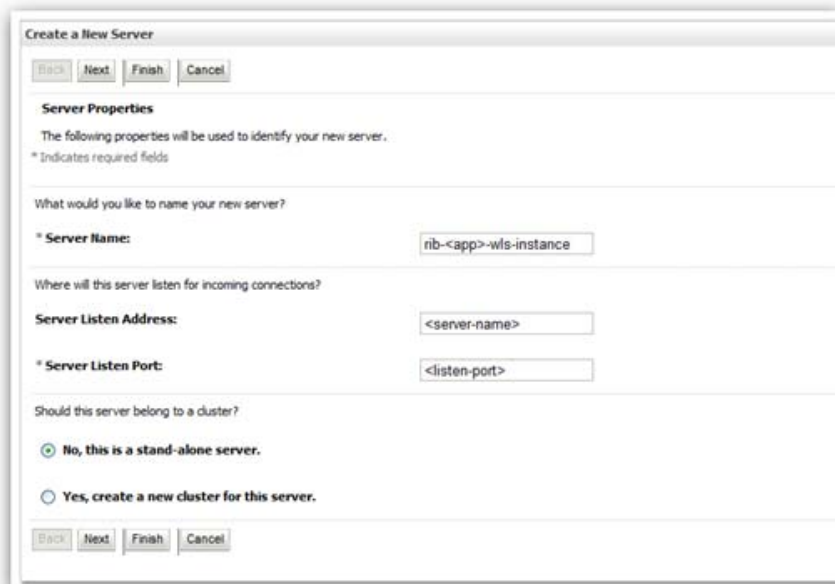 Create a New Server
Back Next Finish Cancel
Server Properties
The following properties will be used to identify your new server.
* Indicates required fields
What would you like to name your new server?
* Server Name: rib-<app>-wls-instance
Where will this server listen for incoming connections?
Server Listen Address: <server-name>
* Server Listen Port: <listen-port>
Should this server belong to a cluster?
No, this is a stand-alone server.
Yes, create a new cluster for this server.
Back Next Finish Cancel